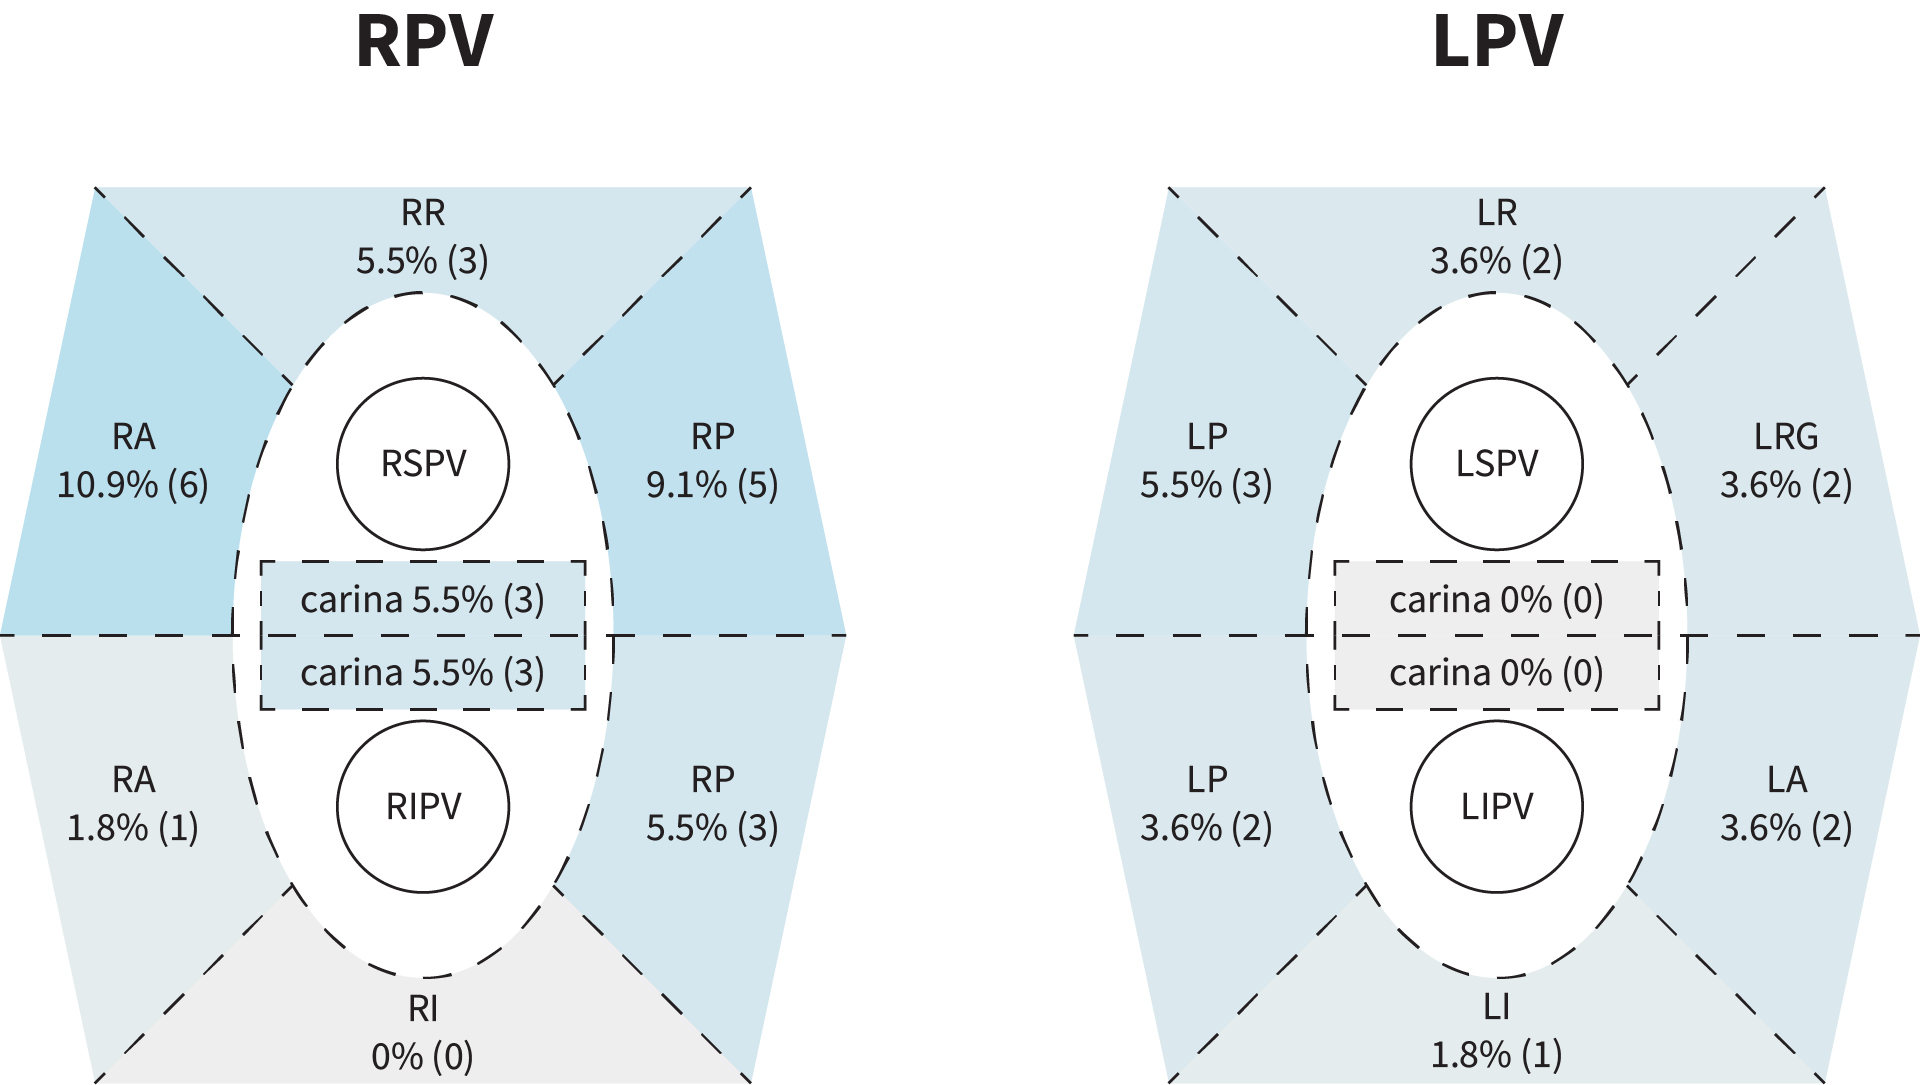 RPV
RR
5.5% (3)
RA
10.9% (6)
RSPV
RP
9.1% (5)
carina 5.5% (3)
carina 5.5% (3)
RA
1.8% (1)
RIPV
RP
5.5% (3)
RI
0% (0)
LPV
LR
3.6% (2)
LP
5.5% (3)
LSPV
LRG
3.6% (2)
carina 0% (0)
carina 0% (0)
LP
3.6% (2)
LIPV
LA
3.6% (2)
LI
1.8% (1)